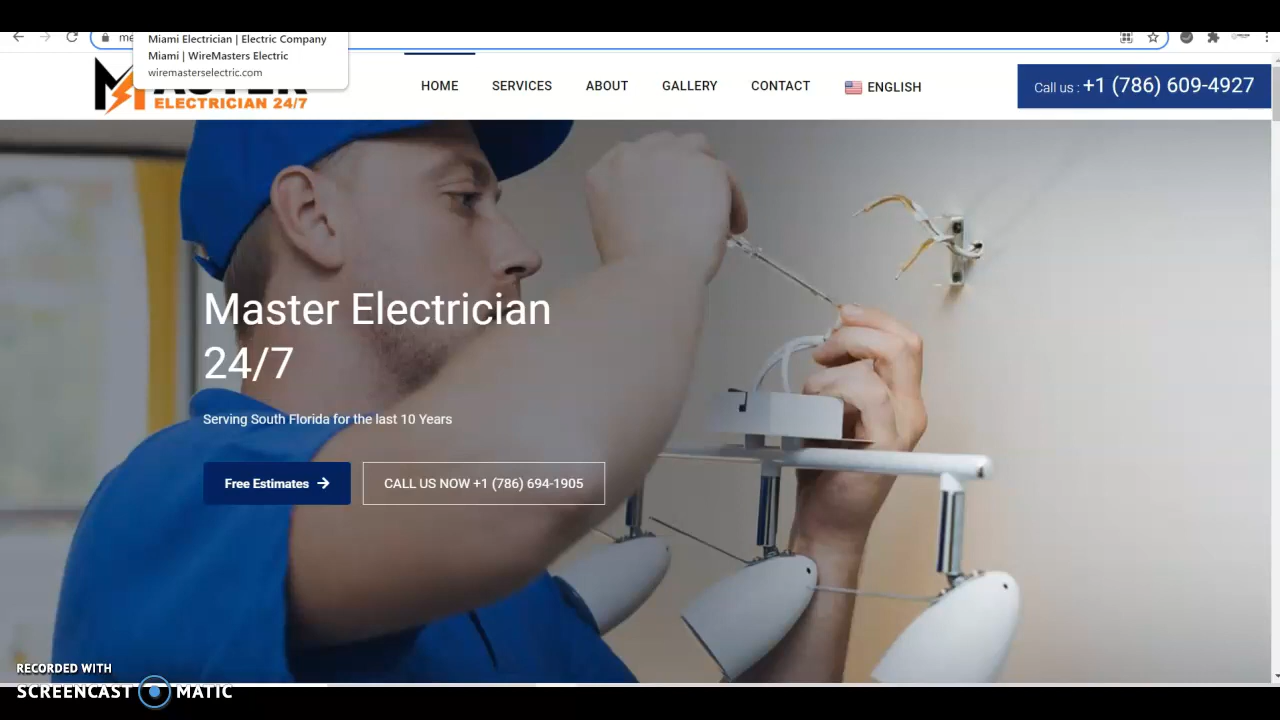 me
Miami Electrician | Electric Company
Miami | WireMasters Electric
wiremasterselectric.com
ELECTRICIAN 24/7
HOME
SERVICES
ABOUT
GALLERY
CONTACT
ENGLISH
Call us : +1 (786) 609-4927
Master Electrician
24/7
Serving South Florida for the last 10 Years
Free Estimates →
CALL US NOW +1 (786) 694-1905
RECORDED WITH
SCREENCAST MATIC